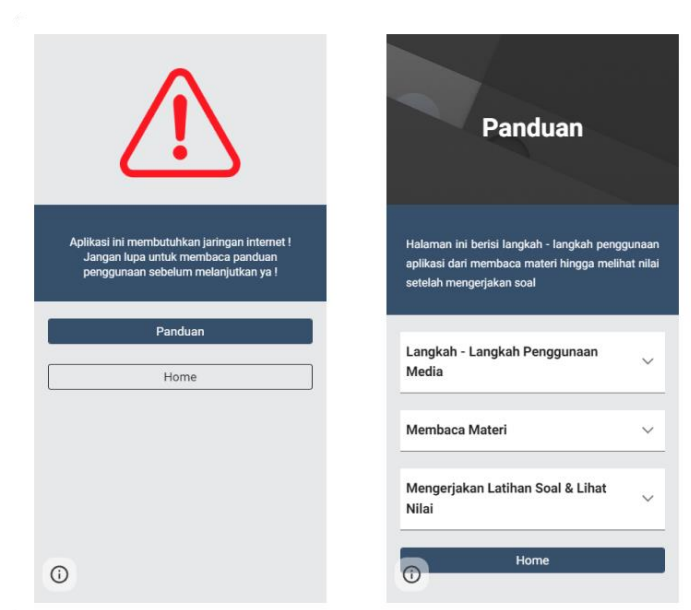 Aplikasi ini membutuhkan jaringan internet !
Jangan lupa untuk membaca panduan
penggunaan sebelum melanjutkan ya !
Panduan
Home
Panduan
Halaman ini berisi langkah - langkah penggunaan
aplikasi dari membaca materi hingga melihat nilai
setelah mengerjakan soal
Langkah - Langkah Penggunaan
Media
Membaca Materi
Mengerjakan Latihan Soal & Lihat
Nilai
Home